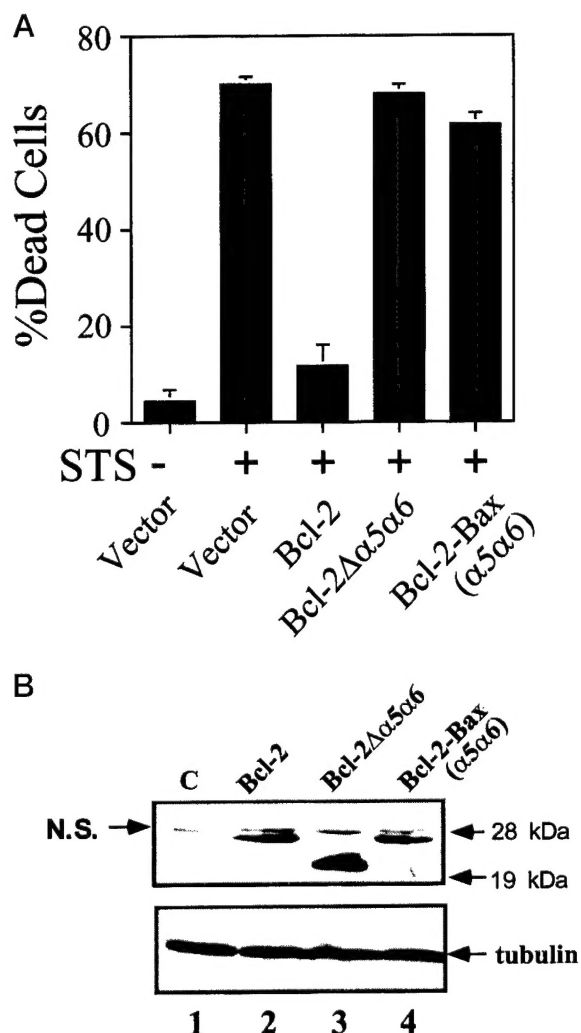 A
%Dead Cells
80
60
40
20
0
STS - + + + +
Vector
Vector
Bcl-2
Bcl-2Δα5α6
Bcl-2-Bax
(α5α6)
B
C
Bcl-2
Bcl-2Δα5α6
Bcl-2-Bax
(α5α6)
N.S.
28 kDa
19 kDa
tubulin
1 2 3 4